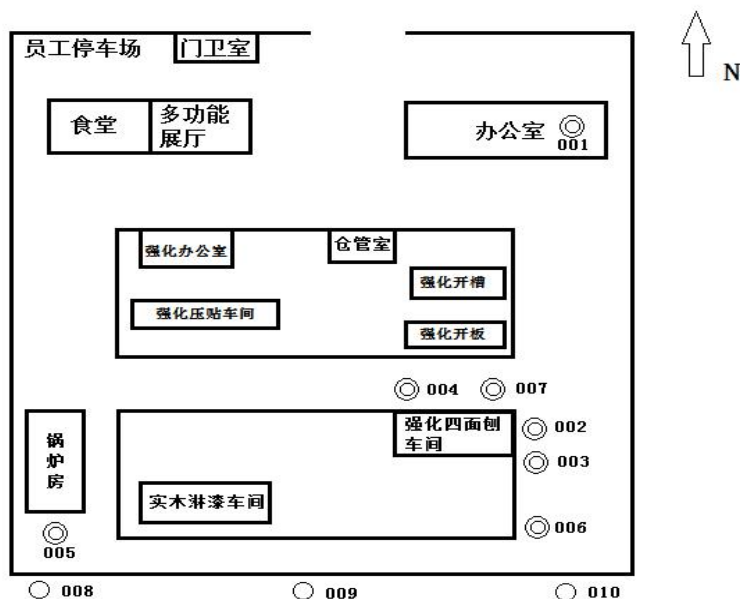 员工停车场
门卫室
N
食堂
多功能
展厅
办公室
001
强化办公室
仓管室
强化开槽
强化压贴车间
强化开板
004
007
锅
炉
房
强化四面刨
车间
002
003
实木淋漆车间
006
005
008
009
010